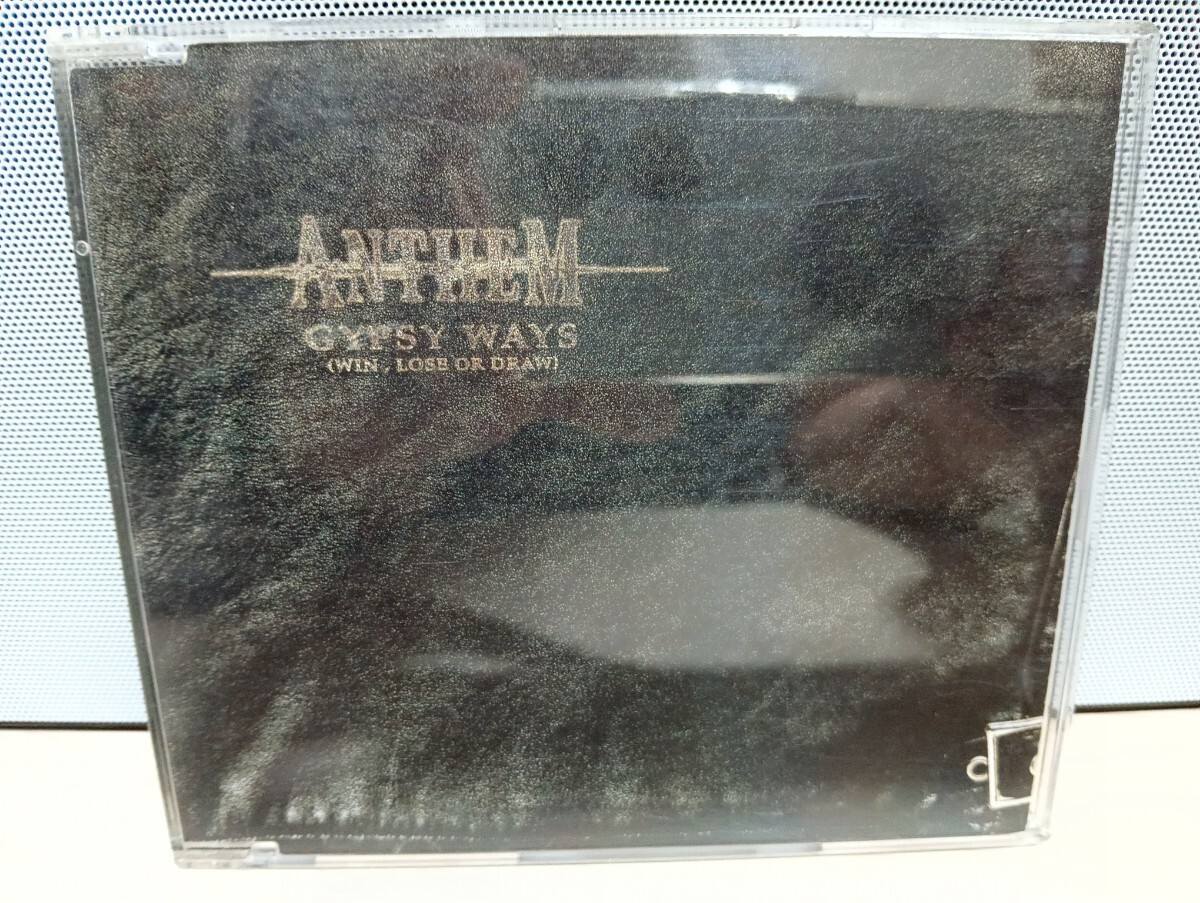 ANTHEM
GYPSY WAYS
(WIN, LOSE OR DRAW)